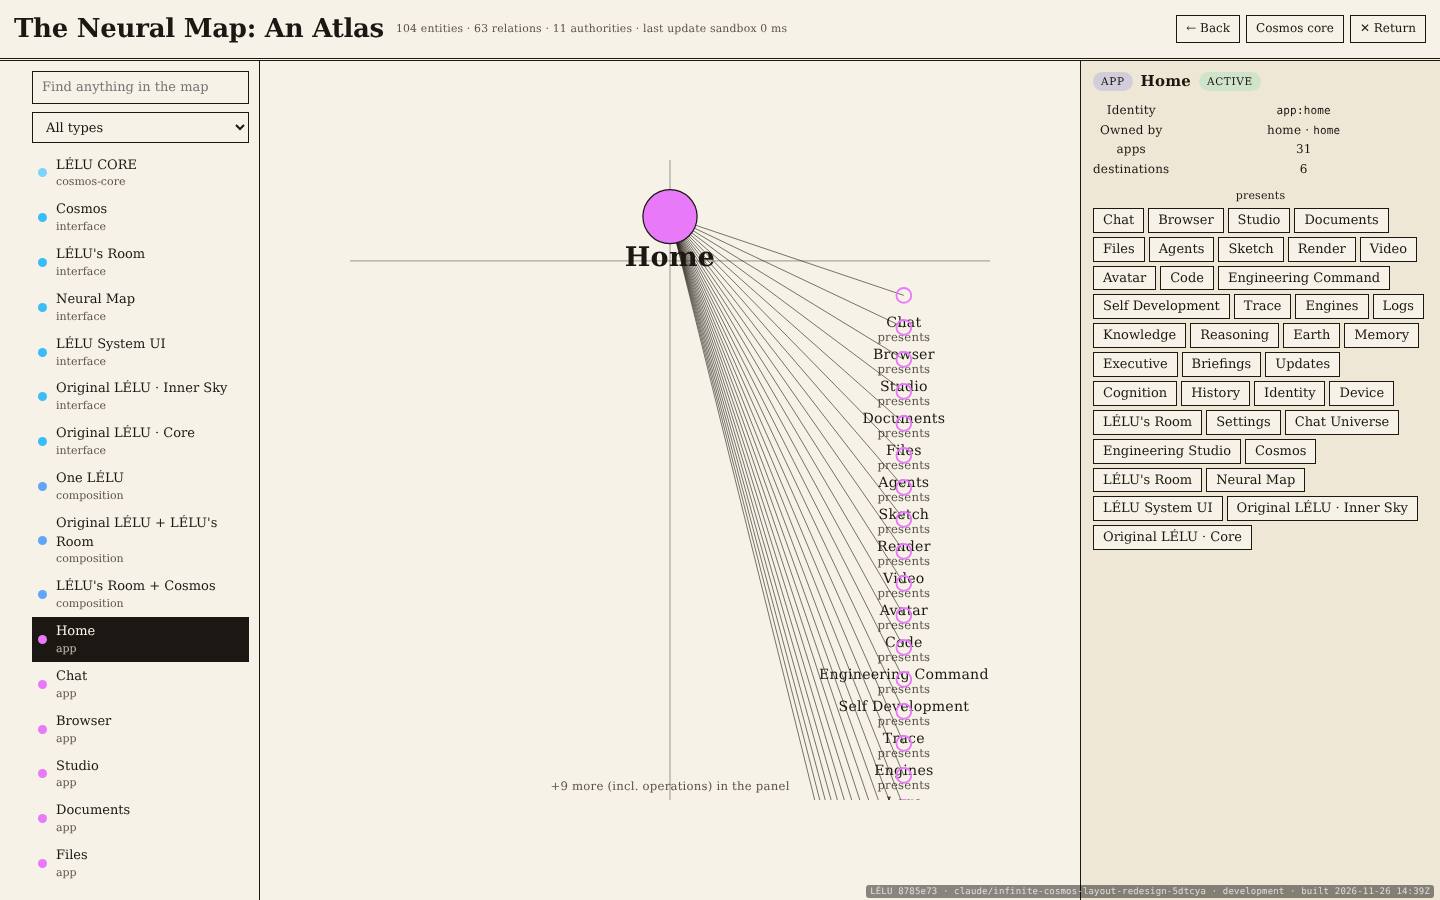 The Neural Map: An Atlas
104 entities · 63 relations · 11 authorities · last update sandbox 0 ms
← Back
Cosmos core
✕ Return
Find anything in the map
All types
LÉLU CORE
cosmos-core
Cosmos
interface
LÉLU's Room
interface
Neural Map
interface
LÉLU System UI
interface
Original LÉLU · Inner Sky
interface
Original LÉLU · Core
interface
One LÉLU
composition
Original LÉLU + LÉLU's
Room
composition
LÉLU's Room + Cosmos
composition
Home
app
Chat
app
Browser
app
Studio
app
Documents
app
Files
app
Home
Chat
presents
Browser
presents
Studio
presents
Documents
presents
Files
presents
Agents
presents
Sketch
presents
Render
presents
Video
presents
Avatar
presents
Code
presents
Engineering Command
presents
Self Development
presents
Trace
presents
Engines
presents
+9 more (incl. operations) in the panel
APP Home ACTIVE
Identity app:home
Owned by home · home
apps 31
destinations 6
presents
Chat Browser Studio Documents
Files Agents Sketch Render Video
Avatar Code Engineering Command
Self Development Trace Engines Logs
Knowledge Reasoning Earth Memory
Executive Briefings Updates
Cognition History Identity Device
LÉLU's Room Settings Chat Universe
Engineering Studio Cosmos
LÉLU's Room Neural Map
LÉLU System UI Original LÉLU · Inner Sky
Original LÉLU · Core
LÉLU 8785e73 · claude/infinite-cosmos-layout-redesign-5dtcya · development · built 2026-11-26 14:39Z